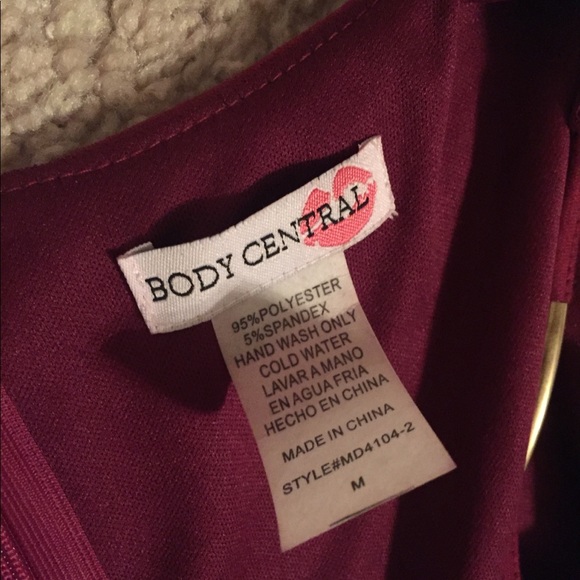 BODY CENTRAL
95%POLYESTER
5%SPANDEX
HAND WASH ONLY
COLD WATER
LAVAR A MANO
EN AGUA FRIA
HECHO EN CHINA
MADE IN CHINA
STYLE#MD4104-2
M